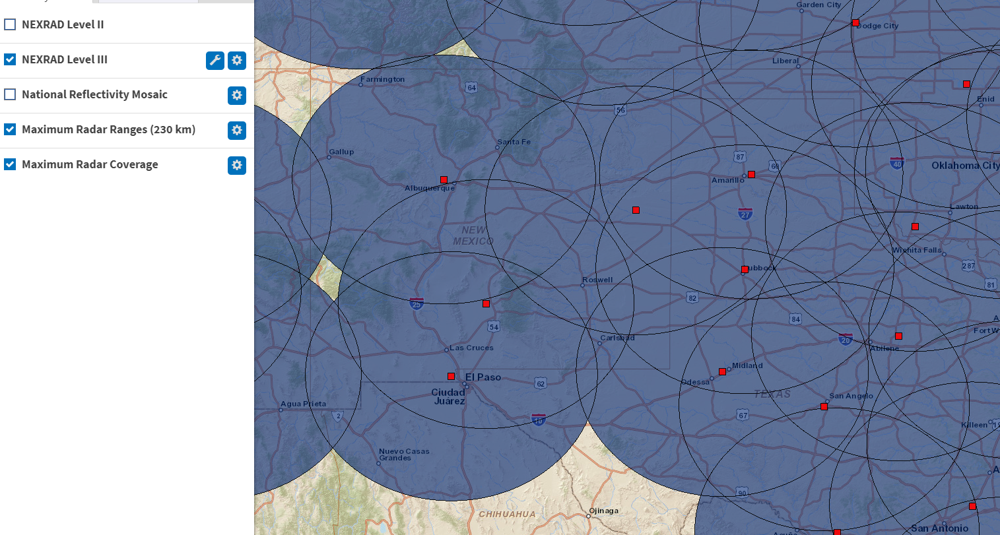 NEXRAD Level II
NEXRAD Level III
National Reflectivity Mosaic
Maximum Radar Ranges (230 km)
Maximum Radar Coverage
Garden City
Dodge City
Liberal
Farmington
64
56
Enid
Santa Fe
Gallup
87
60
40
Oklahoma City
Amarillo
Albuquerque
27
Lawton
NEW
MEXICO
Wichita Falls
287
ubbock
Roswell
81
82
25
54
84
Carlsbad
20
Fort W
Las Cruces
Abilene
Midland
El Paso
62
Odessa
Ciudad
Juárez
TEXAS
San Angelo
Agua Prieta
2
10
67
Killeen
Nuevo Casas
Grandes
A
90
CHIHUAHUA
Ojinaga
San Antonio